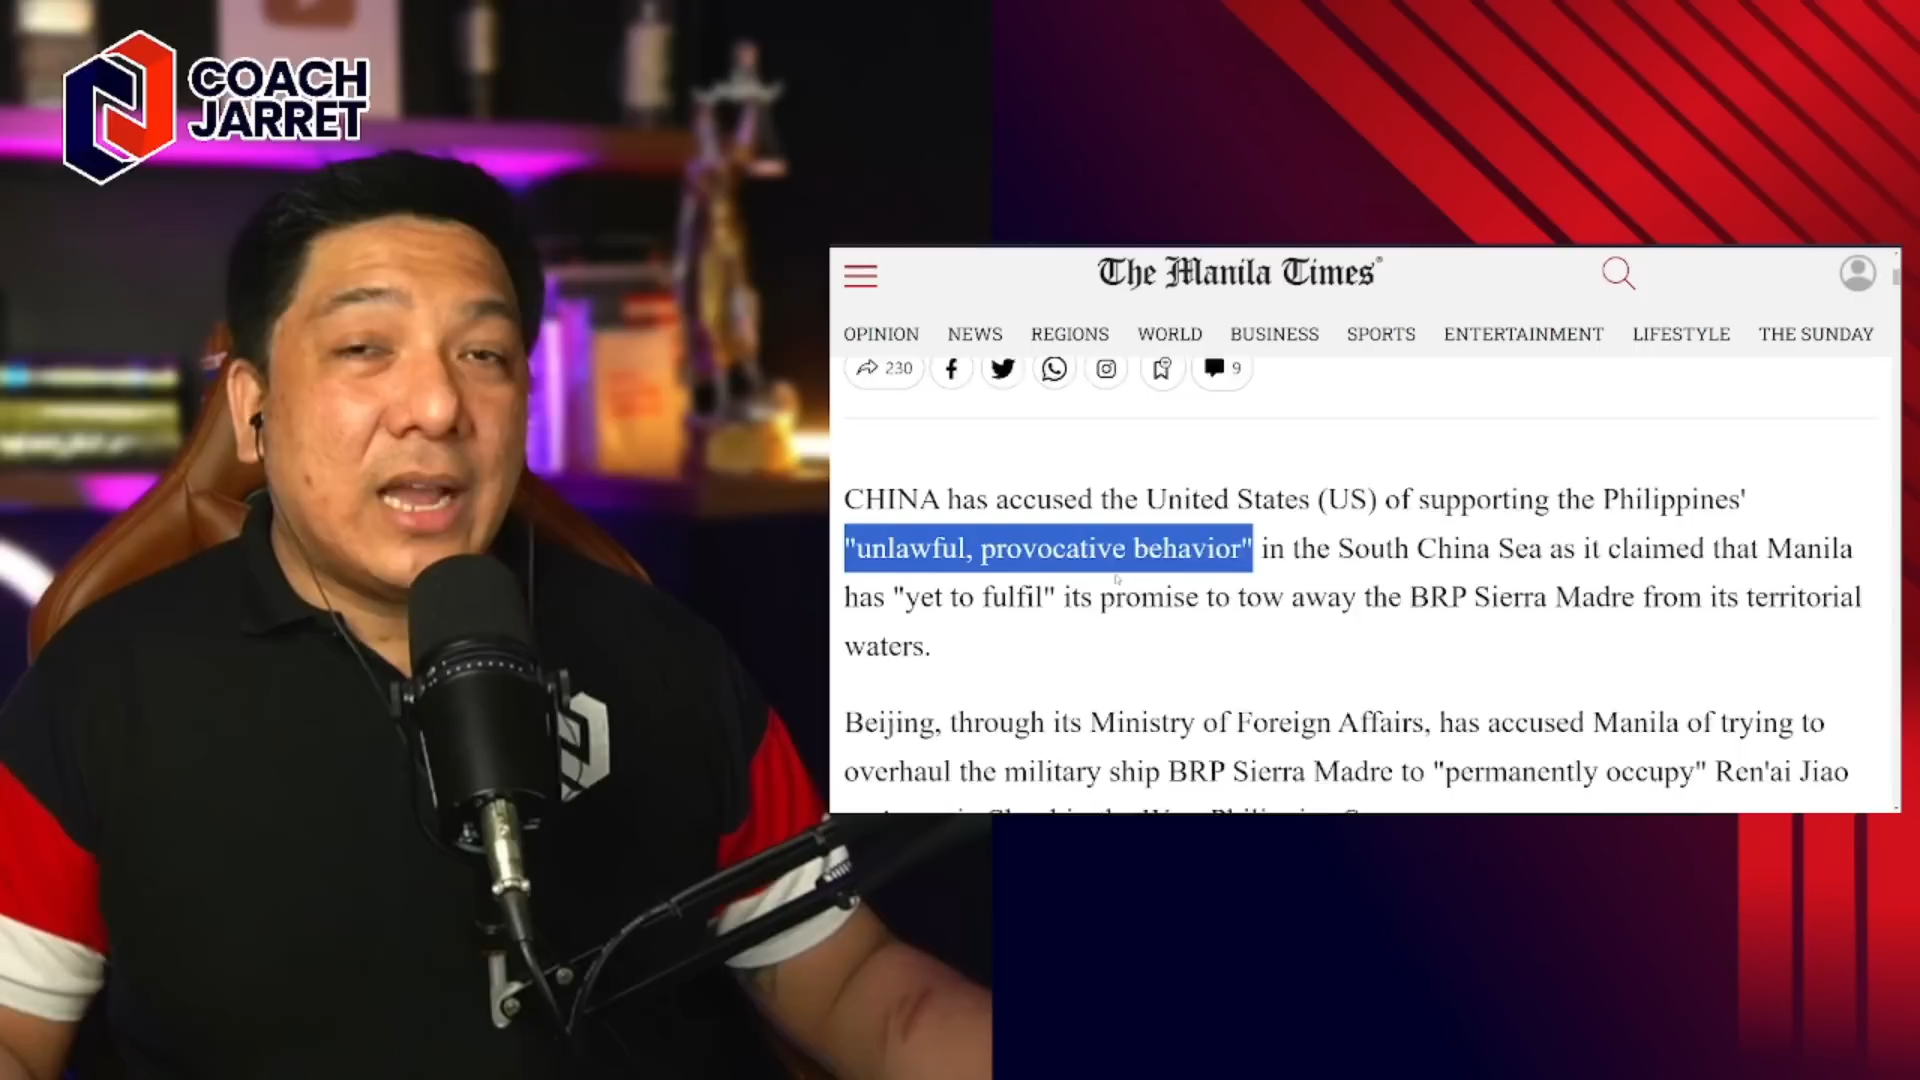 COACH
JARRET
The Manila Times
OPINION NEWS REGIONS WORLD BUSINESS SPORTS ENTERTAINMENT LIFESTYLE THE SUNDAY
230 9
CHINA has accused the United States (US) of supporting the Philippines'
"unlawful, provocative behavior" in the South China Sea as it claimed that Manila
has "yet to fulfil" its promise to tow away the BRP Sierra Madre from its territorial
waters.
Beijing, through its Ministry of Foreign Affairs, has accused Manila of trying to
overhaul the military ship BRP Sierra Madre to "permanently occupy" Ren'ai Jiao